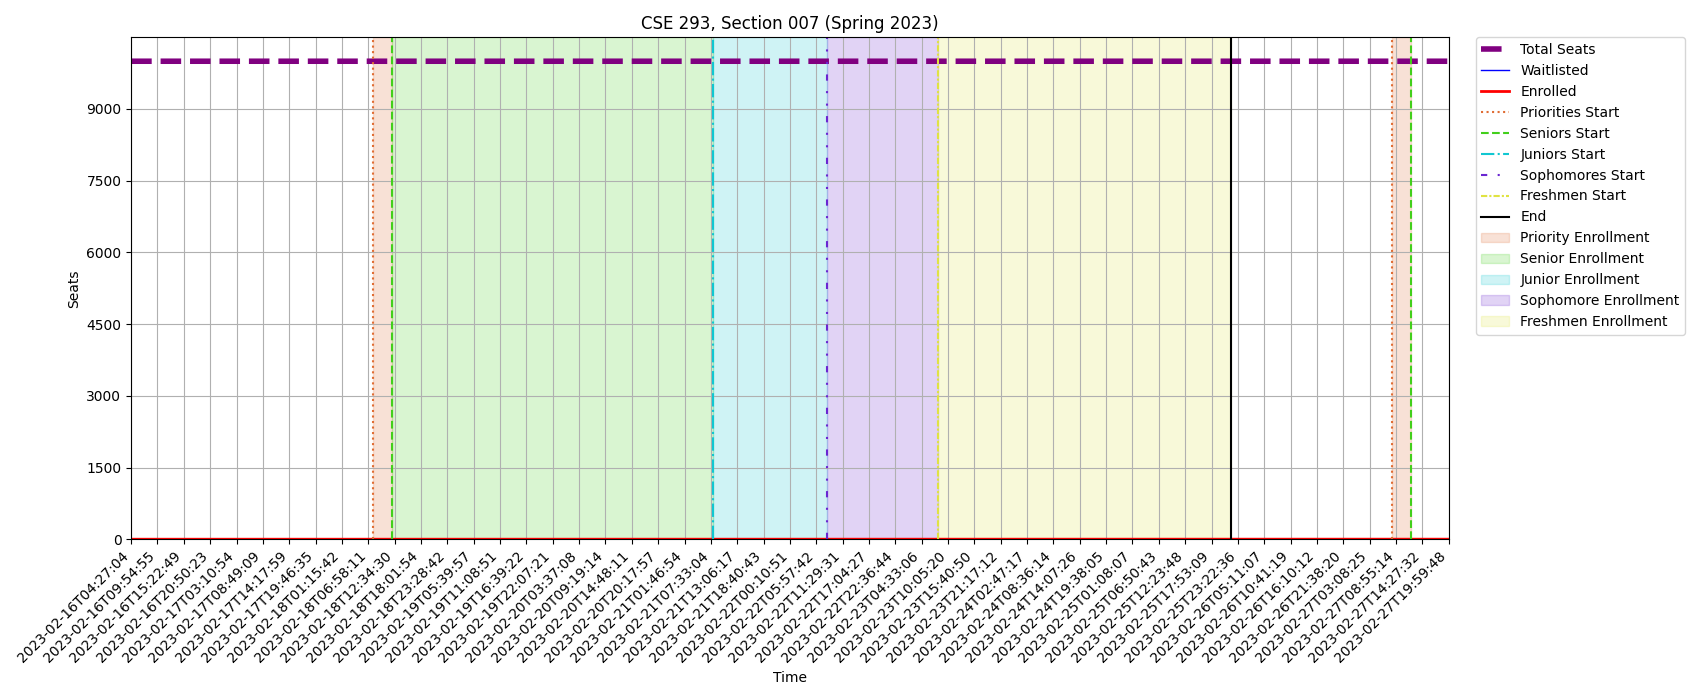 CSE 293, Section 007 (Spring 2023)
Total Seats
Waitlisted
Enrolled
Priorities Start
Seniors Start
Juniors Start
Sophomores Start
Freshmen Start
End
Priority Enrollment
Senior Enrollment
Junior Enrollment
Sophomore Enrollment
Freshmen Enrollment
Seats
9000
7500
6000
4500
3000
1500
0
2023-02-16T04:27:04
2023-02-16T09:54:55
2023-02-16T15:22:49
2023-02-16T20:50:23
2023-02-17T03:10:54
2023-02-17T08:49:09
2023-02-17T14:17:59
2023-02-17T19:46:35
2023-02-18T01:15:42
2023-02-18T06:58:11
2023-02-18T12:34:30
2023-02-18T18:01:54
2023-02-18T23:28:42
2023-02-19T05:39:57
2023-02-19T11:08:51
2023-02-19T16:39:22
2023-02-19T22:07:21
2023-02-20T03:37:08
2023-02-20T09:19:14
2023-02-20T14:48:11
2023-02-20T20:17:57
2023-02-21T01:46:54
2023-02-21T07:33:04
2023-02-21T13:06:17
2023-02-21T18:40:43
2023-02-22T00:10:51
2023-02-22T05:57:42
2023-02-22T11:29:31
2023-02-22T17:04:27
2023-02-22T22:36:44
2023-02-23T04:33:06
2023-02-23T10:05:20
2023-02-23T15:40:50
2023-02-23T21:17:12
2023-02-24T02:47:17
2023-02-24T08:36:14
2023-02-24T14:07:26
2023-02-24T19:38:05
2023-02-25T01:08:07
2023-02-25T06:50:43
2023-02-25T12:23:48
2023-02-25T17:53:09
2023-02-25T23:22:36
2023-02-26T05:11:07
2023-02-26T10:41:19
2023-02-26T16:10:12
2023-02-26T21:38:20
2023-02-27T03:08:25
2023-02-27T08:55:14
2023-02-27T14:27:32
2023-02-27T19:59:48
Time